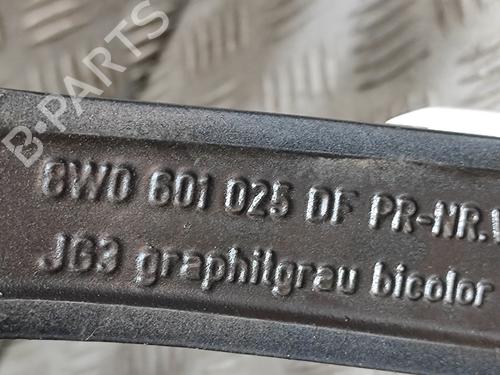 B-PARTS
8W0 601 025 DF PR-NR.
JG3 graphitgrau bicolor